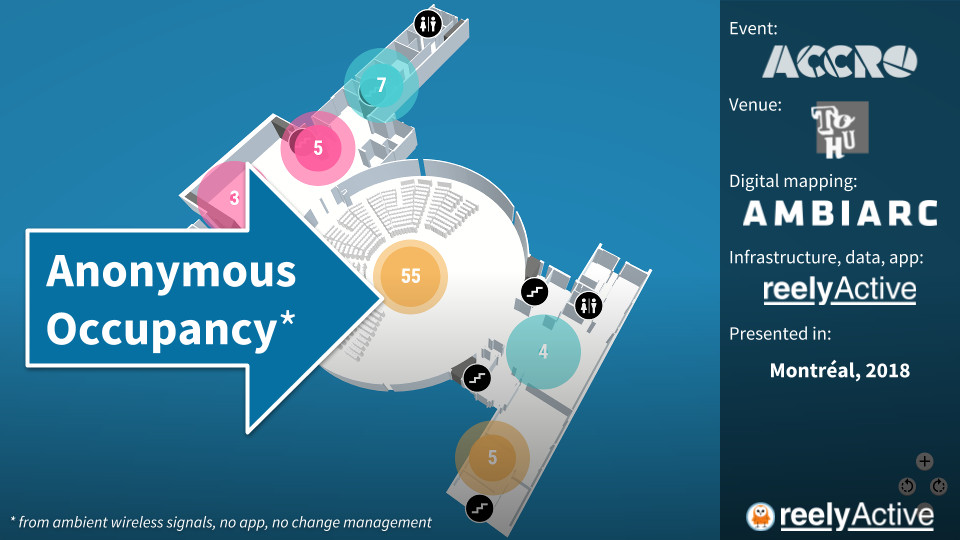 7
5
3
55
4
5
Anonymous
Occupancy*
* from ambient wireless signals, no app, no change management
Event:
ACCRO
Venue:
TOHU
Digital mapping:
AMBIARC
Infrastructure, data, app:
reelyActive
Presented in:
Montréal, 2018
reelyActive